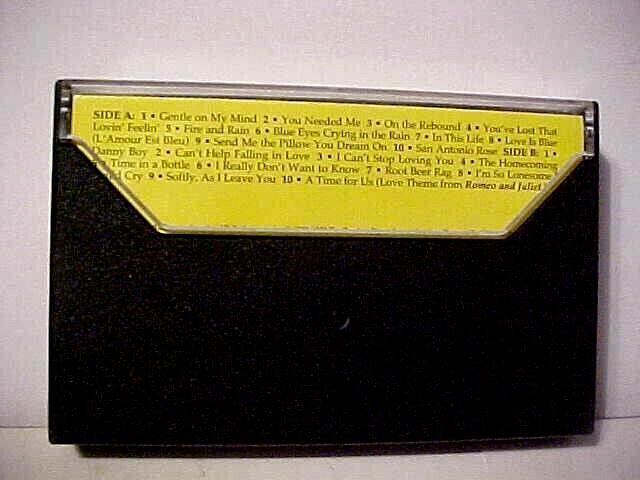 SIDE A: 1 • Gentle on My Mind 2 • You Needed Me 3 • On the Rebound 4 • You've Lost That
Lovin' Feelin' 5 • Fire and Rain 6 • Blue Eyes Crying in the Rain 7 • In This Life 8 • Love Is Blue
(L'Amour Est Bleu) 9 • Send Me the Pillow You Dream On 10 • San Antonio Rose SIDE B: 1 •
Danny Boy 2 • Can't Help Falling in Love 3 • I Can't Stop Loving You 4 • The Homecoming
Time in a Bottle 6 • I Really Don't Want to Know 7 • Root Beer Rag 8 • I'm So Lonesome
Cry 9 • Softly, As I Leave You 10 • A Time for Us (Love Theme from Romeo and Juliet